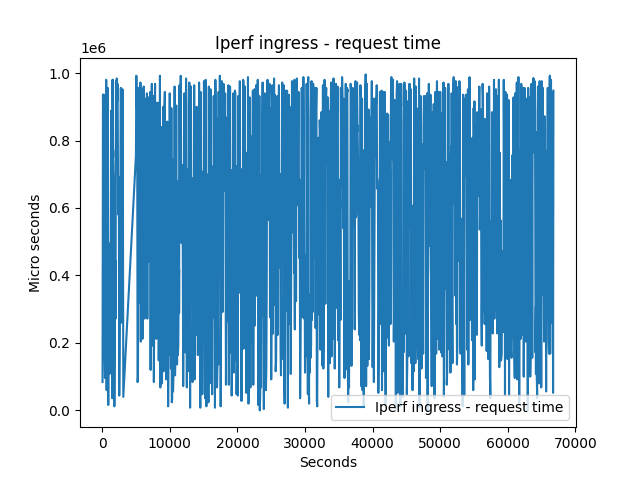 Iperf ingress - request time
1e6
1.0
0.8
0.6
0.4
0.2
0.0
Micro seconds
Iperf ingress - request time
0 10000 20000 30000 40000 50000 60000 70000
Seconds